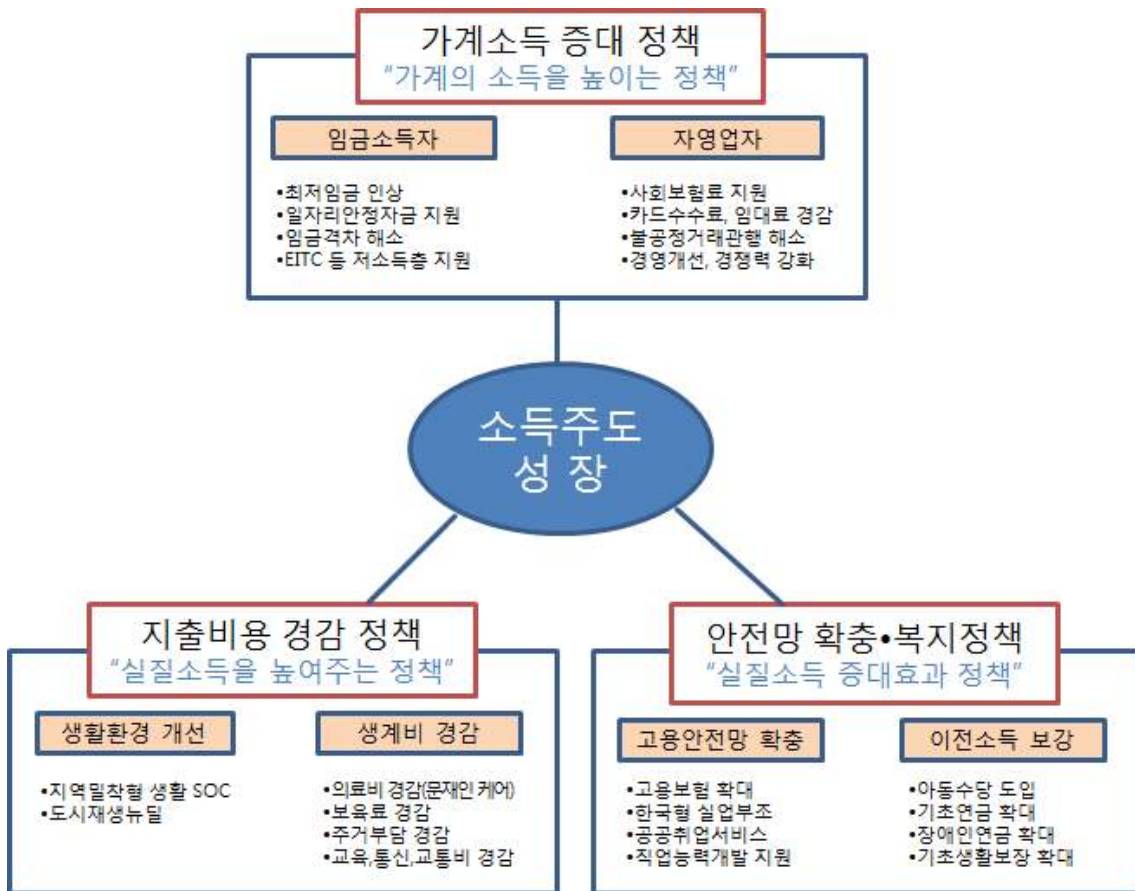 가계소득 증대 정책
“가계의 소득을 높이는 정책”
임금소득자
•최저임금 인상
•일자리안정자금 지원
•임금격차 해소
•EITC 등 저소득층 지원
자영업자
•사회보험료 지원
•카드수수료, 임대료 경감
•불공정거래관행 해소
•경영개선, 경쟁력 강화
소득주도
성 장
지출비용 경감 정책
“실질소득을 높여주는 정책”
생활환경 개선
•지역밀착형 생활 SOC
•도시재생뉴딜
생계비 경감
•의료비 경감(문재인 케어)
•보육료 경감
•주거부담 경감
•교육,통신,교통비 경감
안전망 확충•복지정책
“실질소득 증대효과 정책”
고용안전망 확충
•고용보험 확대
•한국형 실업부조
•공공취업서비스
•직업능력개발 지원
이전소득 보강
•아동수당 도입
•기초연금 확대
•장애인연금 확대
•기초생활보장 확대